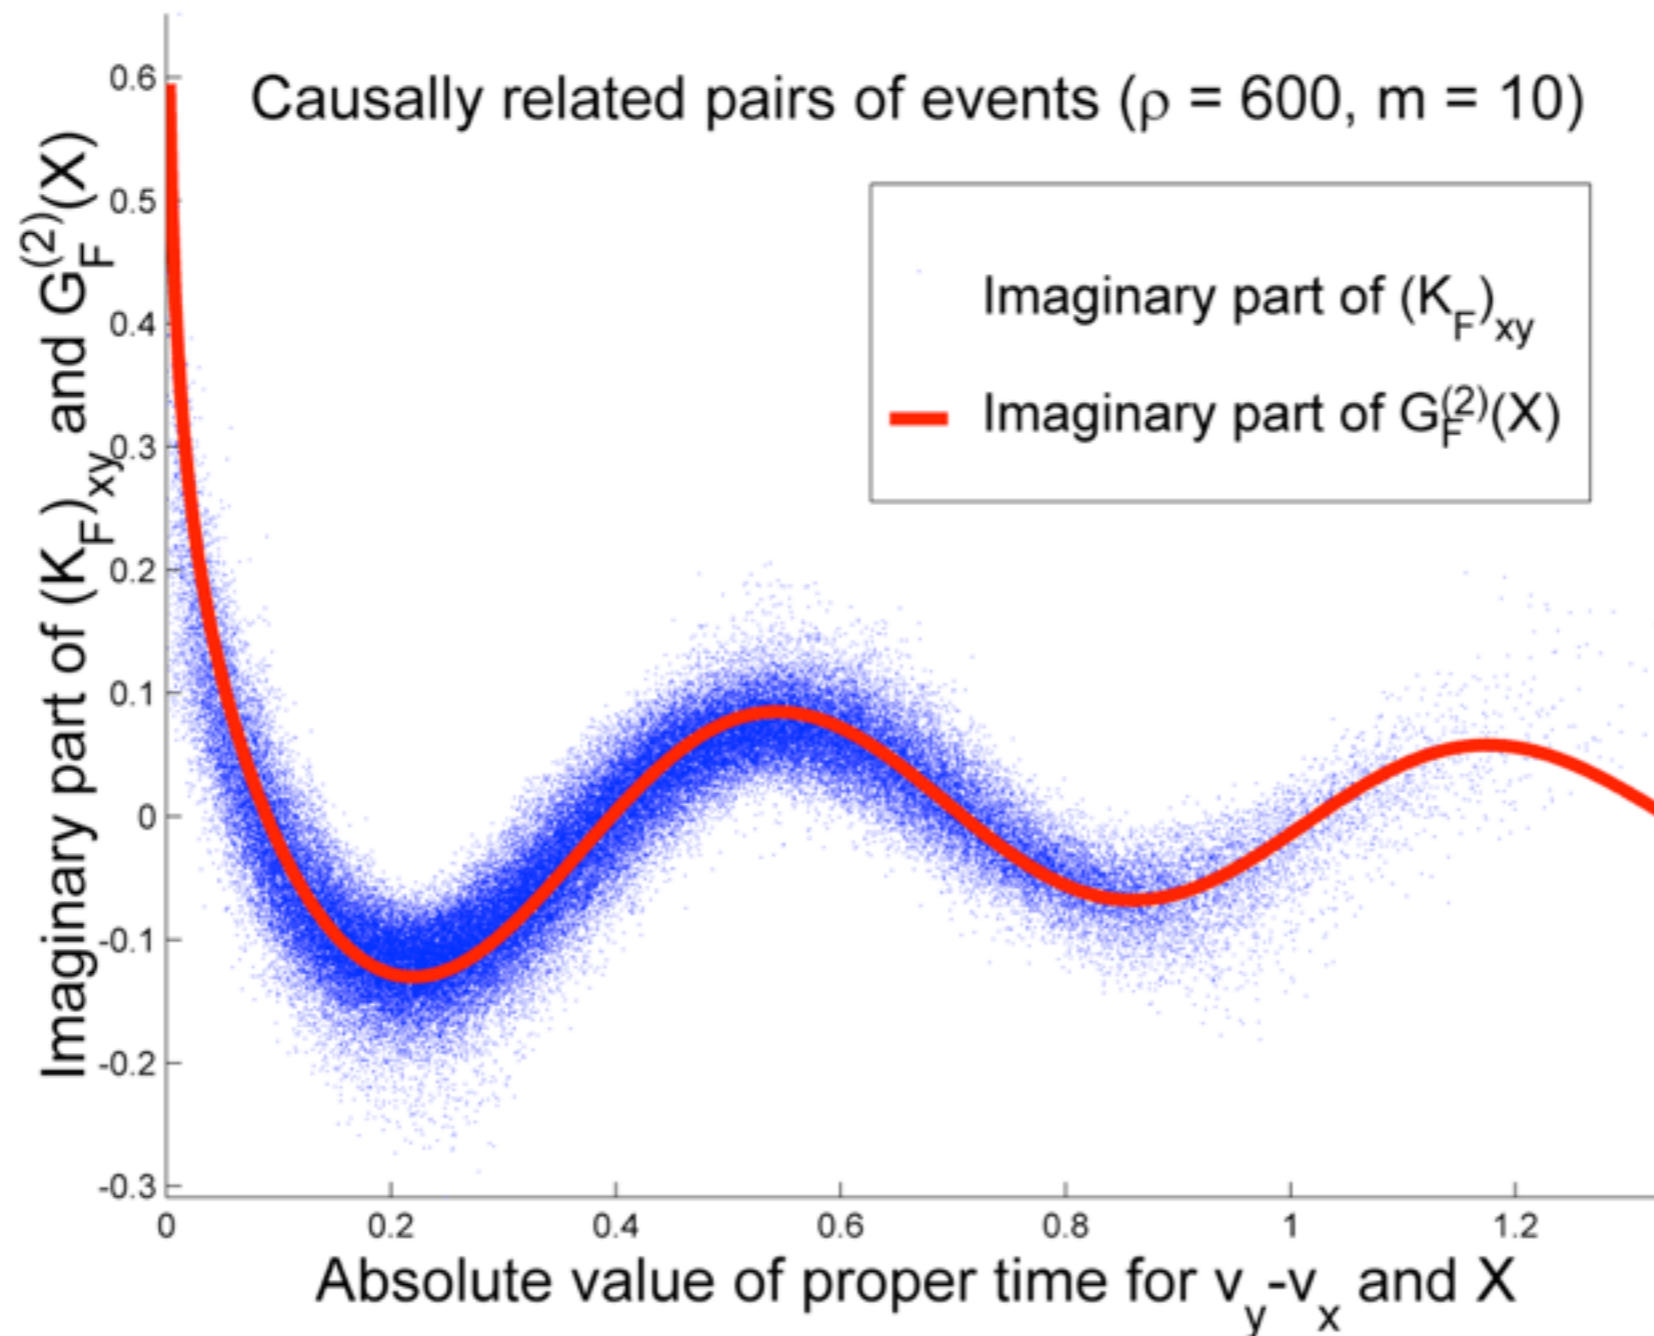 Causally related pairs of events (ρ = 600, m = 10)
Imaginary part of (K_F)_xy
Imaginary part of G_F^(2)(X)
Imaginary part of (K_F)_xy and G_F^(2)(X)
0.6
0.5
0.4
0.3
0.2
0.1
0
-0.1
-0.2
-0.3
0 0.2 0.4 0.6 0.8 1 1.2
Absolute value of proper time for v_y-v_x and X